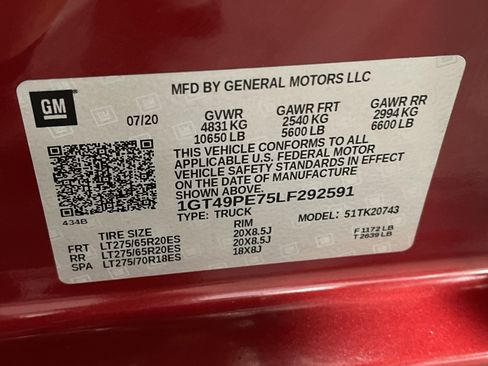 MFD BY GENERAL MOTORS LLC
GM
07/20
GVWR GAWR FRT GAWR RR
4831 KG 2540 KG 2994 KG
10650 LB 5600 LB 6600 LB
THIS VEHICLE CONFORMS TO ALL
APPLICABLE U.S. FEDERAL MOTOR
VEHICLE SAFETY STANDARDS IN EFFECT
ON THE DATE OF MANUFACTURE
SHOWN ABOVE.
1GT49PE75LF292591
434B
TYPE: TRUCK MODEL: 51TK20743
TIRE SIZE RIM
FRT LT275/65R20ES 20X8.5J F 1172 LB
RR LT275/65R20ES 20X8.5J T 2639 LB
SPA LT275/70R18ES 18X8J